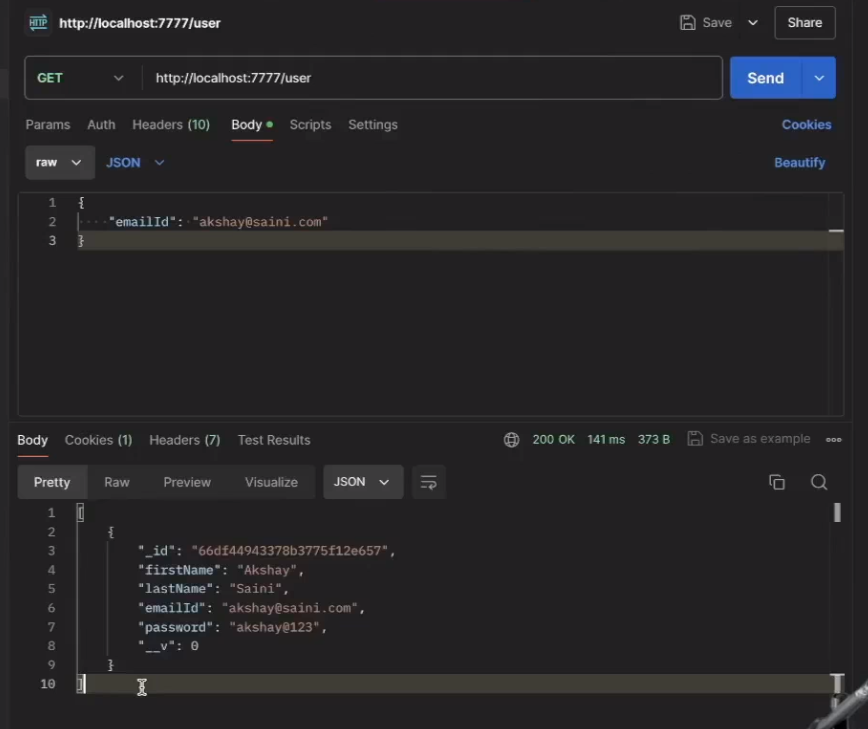 HTTP http://localhost:7777/user Save Share
GET http://localhost:7777/user Send
Params Auth Headers (10) Body Scripts Settings Cookies
raw JSON Beautify
1 {
2 ····"emailId":·"akshay@saini.com"
3 }
Body Cookies (1) Headers (7) Test Results 200 OK 141 ms 373 B Save as example
Pretty Raw Preview Visualize JSON
1 [
2 {
3 "_id": "66df44943378b3775f12e657",
4 "firstName": "Akshay",
5 "lastName": "Saini",
6 "emailId": "akshay@saini.com",
7 "password": "akshay@123",
8 "__v": 0
9 }
10 ]